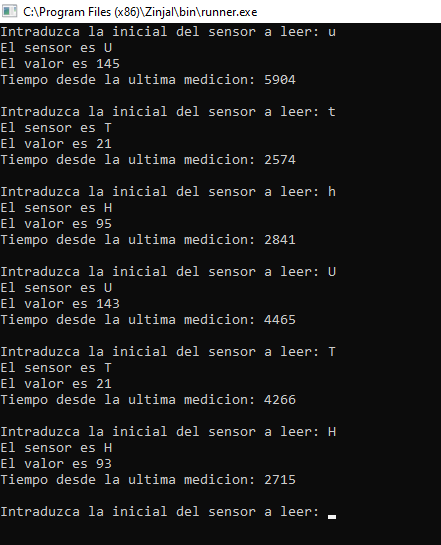 C:\Program Files (x86)\Zinjal\bin\runner.exe
Intraduzca la inicial del sensor a leer: u
El sensor es U
El valor es 145
Tiempo desde la ultima medicion: 5904
Intraduzca la inicial del sensor a leer: t
El sensor es T
El valor es 21
Tiempo desde la ultima medicion: 2574
Intraduzca la inicial del sensor a leer: h
El sensor es H
El valor es 95
Tiempo desde la ultima medicion: 2841
Intraduzca la inicial del sensor a leer: U
El sensor es U
El valor es 143
Tiempo desde la ultima medicion: 4465
Intraduzca la inicial del sensor a leer: T
El sensor es T
El valor es 21
Tiempo desde la ultima medicion: 4266
Intraduzca la inicial del sensor a leer: H
El sensor es H
El valor es 93
Tiempo desde la ultima medicion: 2715
Intraduzca la inicial del sensor a leer: